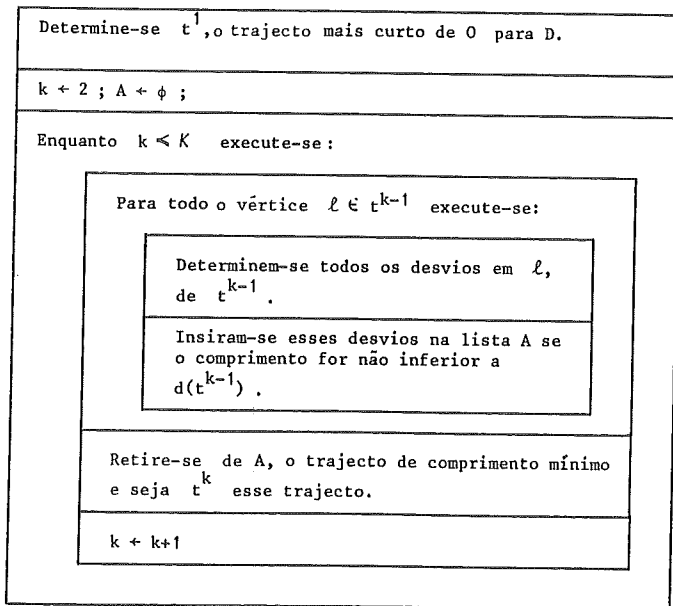 Determine-se t¹, o trajecto mais curto de O para D.
k ← 2 ; A ← φ ;
Enquanto k ≤ K execute-se:
Para todo o vértice ℓ ∈ t^{k-1} execute-se:
Determinem-se todos os desvios em ℓ,
de t^{k-1} .
Insiram-se esses desvios na lista A se
o comprimento for não inferior a
d(t^{k-1}) .
Retire-se de A, o trajecto de comprimento mínimo
e seja t^k esse trajecto.
k ← k+1